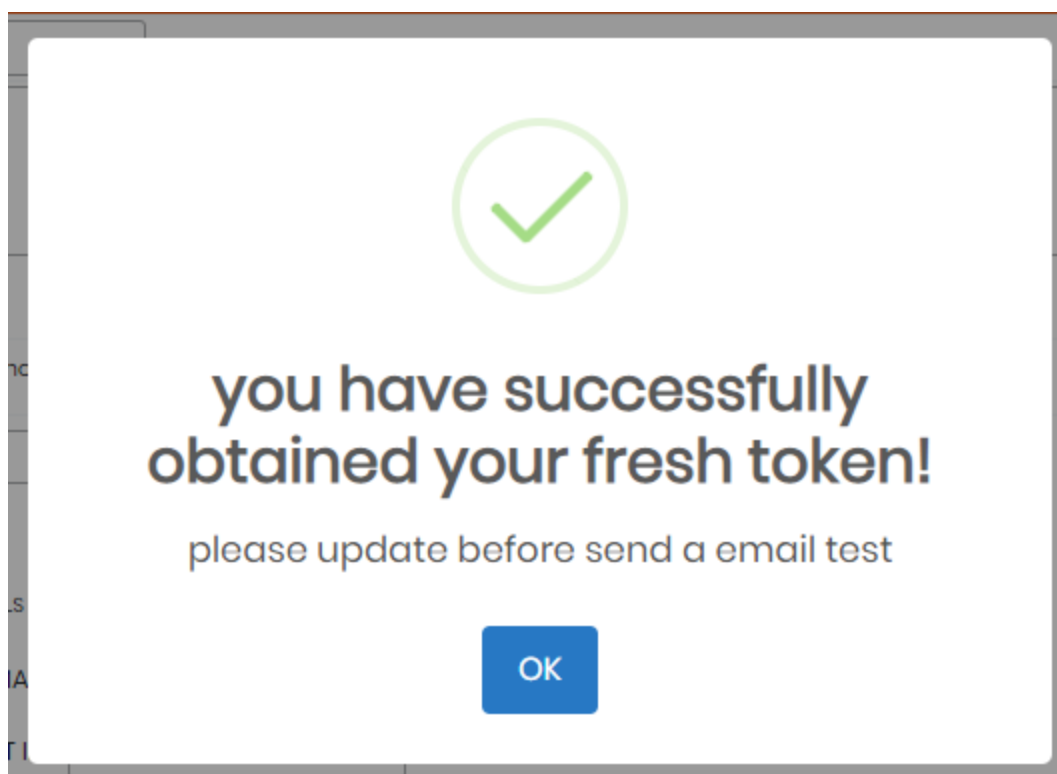 you have successfully
obtained your fresh token!
please update before send a email test
OK